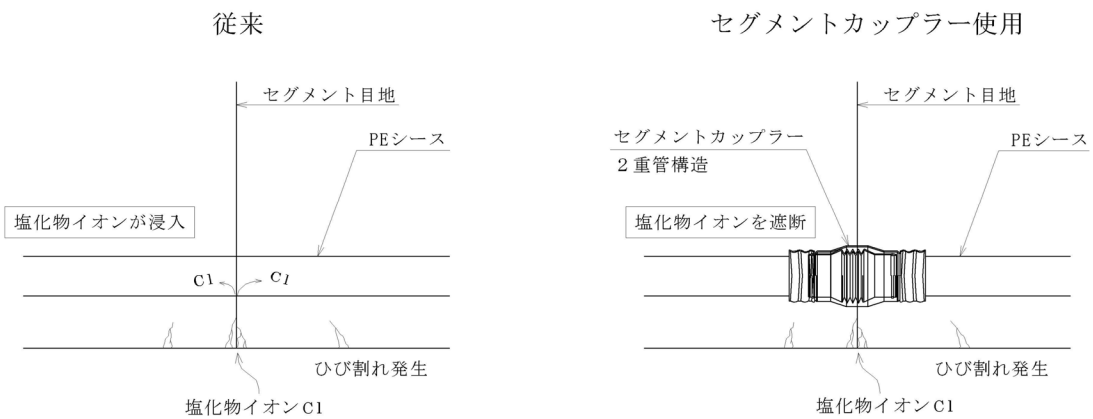 従来
セグメント目地
PEシース
塩化物イオンが浸入
Cl
Cl
ひび割れ発生
塩化物イオンCl
セグメントカップラー使用
セグメント目地
セグメントカップラー
2重管構造
PEシース
塩化物イオンを遮断
ひび割れ発生
塩化物イオンCl